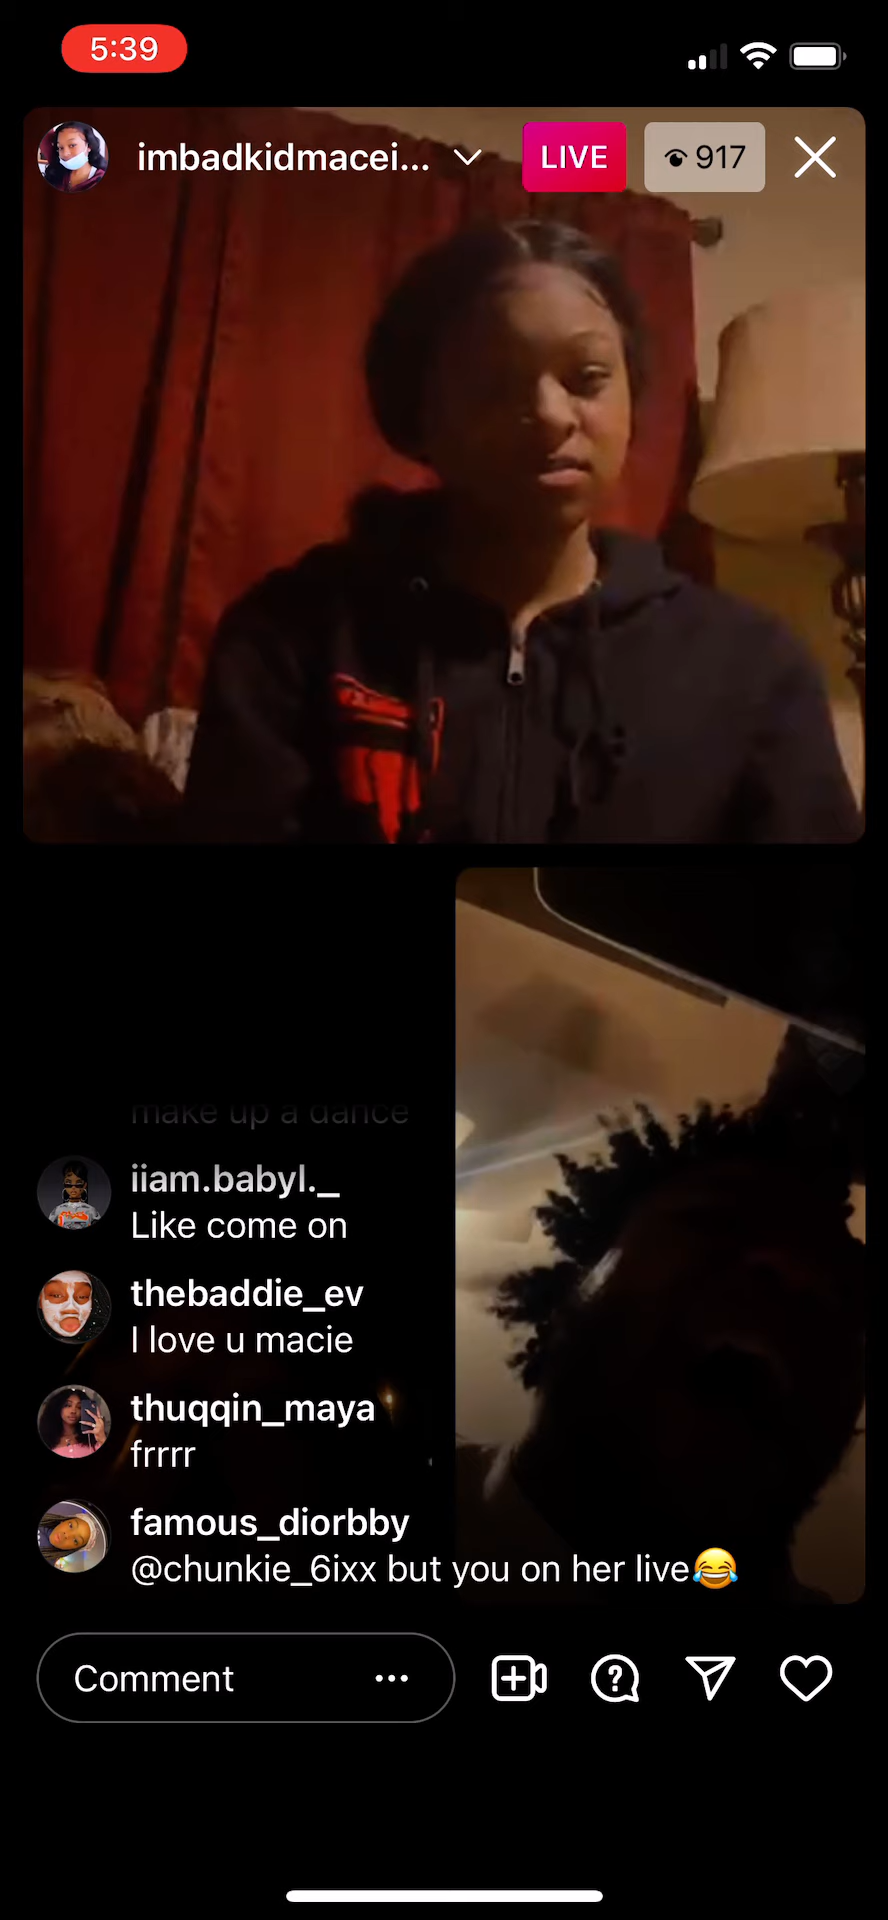 5:39
imbadkidmacei...
LIVE
917
make up a dance
iiam.babyl._
Like come on
thebaddie_ev
I love u macie
thuqqin_maya
frrrr
famous_diorbby
@chunkie_6ixx but you on her live😂
Comment